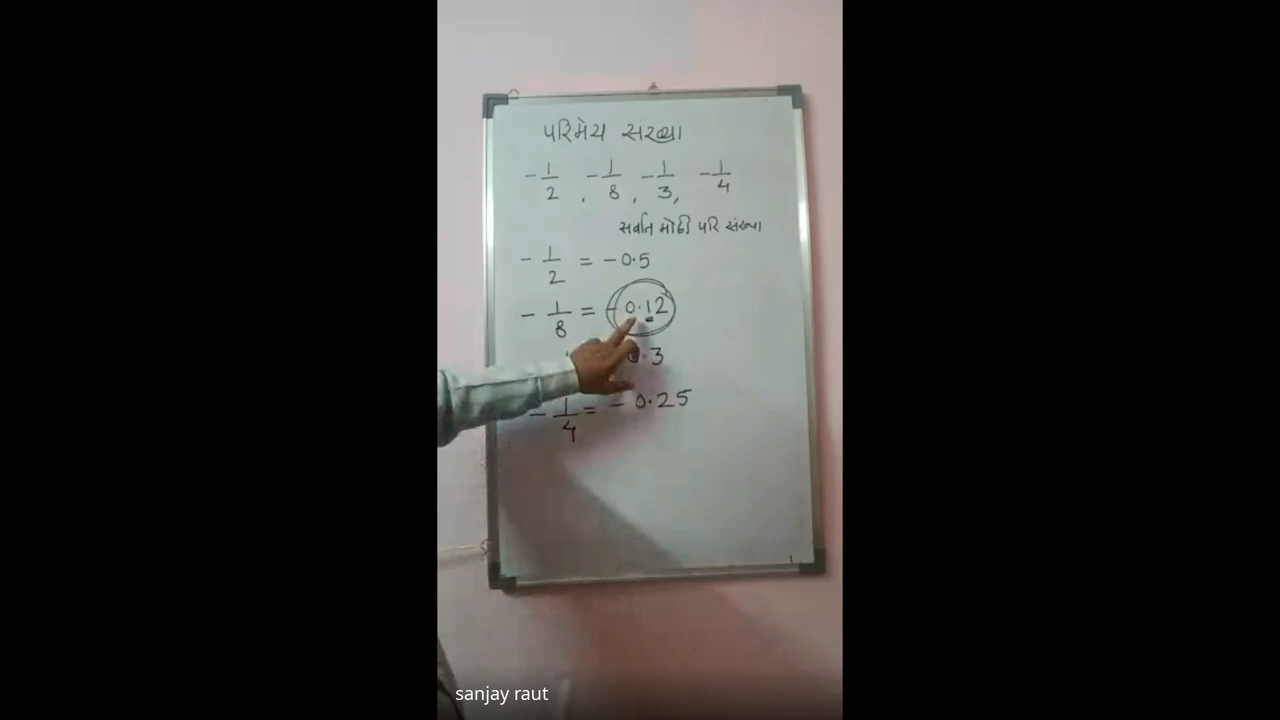 પરિમેય સંખ્યા
-1/2 , -1/8 , -1/3 , -1/4
સર્વાત મોઠી પરિ સંખ્યા
-1/2 = -0.5
-1/8 = -0.12
0.3
-1/4 = -0.25
sanjay raut